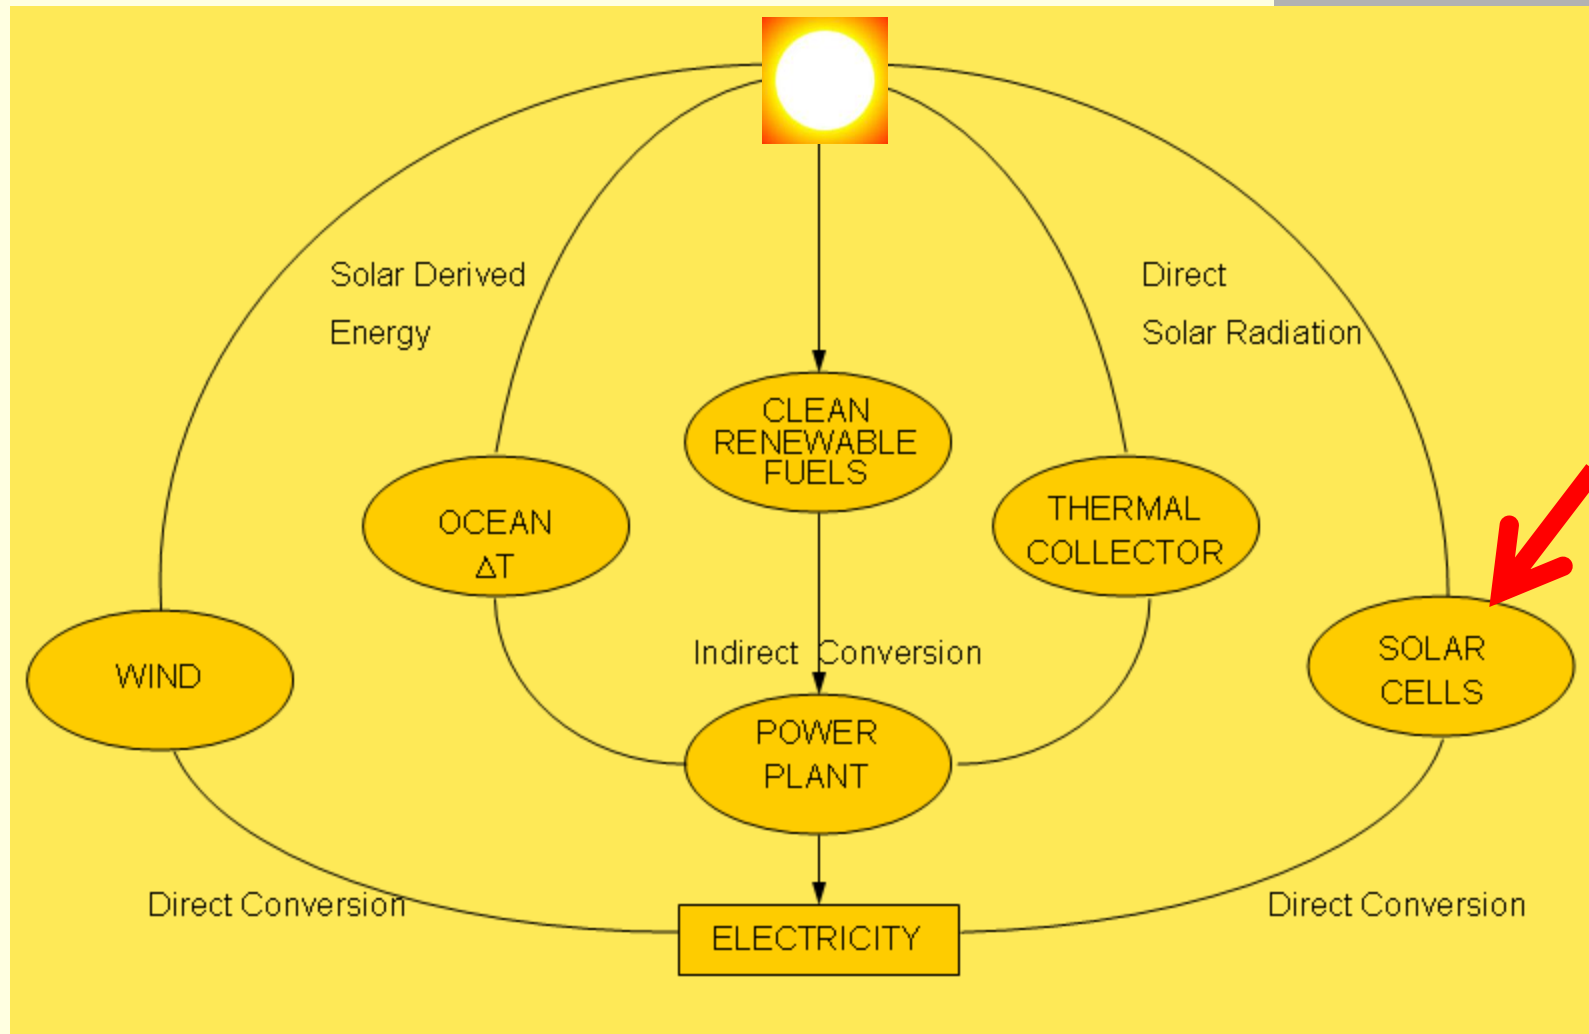 Solar Derived
Energy
Direct
Solar Radiation
CLEAN
RENEWABLE
FUELS
OCEAN
ΔT
THERMAL
COLLECTOR
WIND
Indirect Conversion
SOLAR
CELLS
POWER
PLANT
Direct Conversion
Direct Conversion
ELECTRICITY